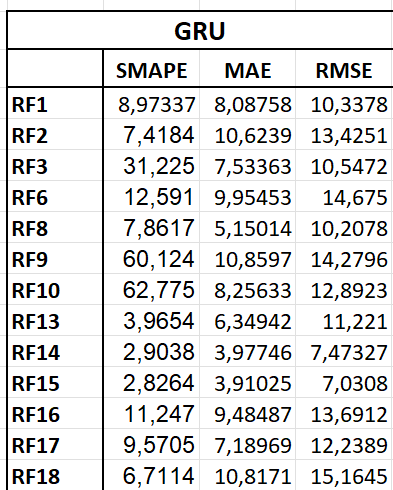 GRU
SMAPE MAE RMSE
RF1 8,97337 8,08758 10,3378
RF2 7,4184 10,6239 13,4251
RF3 31,225 7,53363 10,5472
RF6 12,591 9,95453 14,675
RF8 7,8617 5,15014 10,2078
RF9 60,124 10,8597 14,2796
RF10 62,775 8,25633 12,8923
RF13 3,9654 6,34942 11,221
RF14 2,9038 3,97746 7,47327
RF15 2,8264 3,91025 7,0308
RF16 11,247 9,48487 13,6912
RF17 9,5705 7,18969 12,2389
RF18 6,7114 10,8171 15,1645